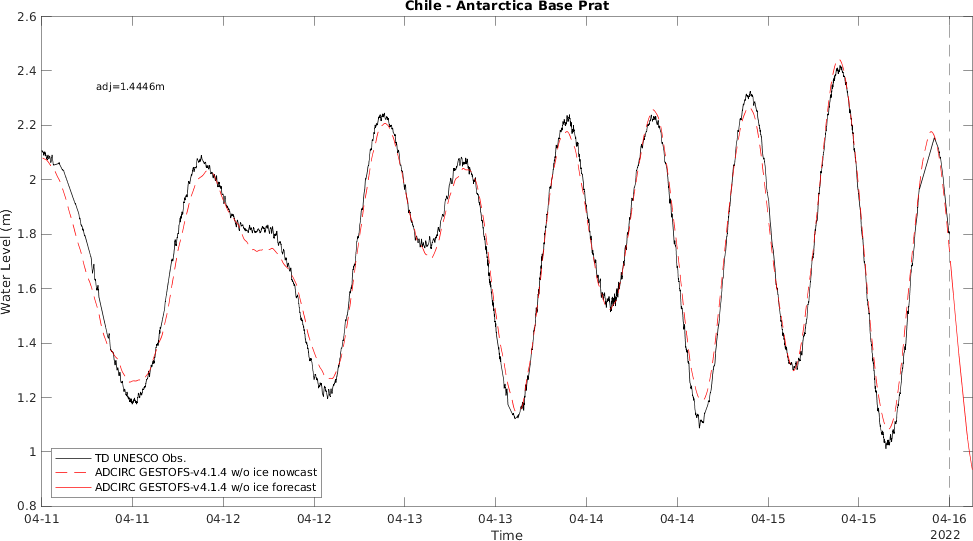 Chile - Antarctica Base Prat
2.6
2.4
2.2
2
1.8
1.6
1.4
1.2
1
0.8
Water Level (m)
adj=1.4446m
TD UNESCO Obs.
ADCIRC GESTOFS-v4.1.4 w/o ice nowcast
ADCIRC GESTOFS-v4.1.4 w/o ice forecast
04-11 04-11 04-12 04-12 04-13 04-13 04-14 04-14 04-15 04-15 04-16
2022
Time